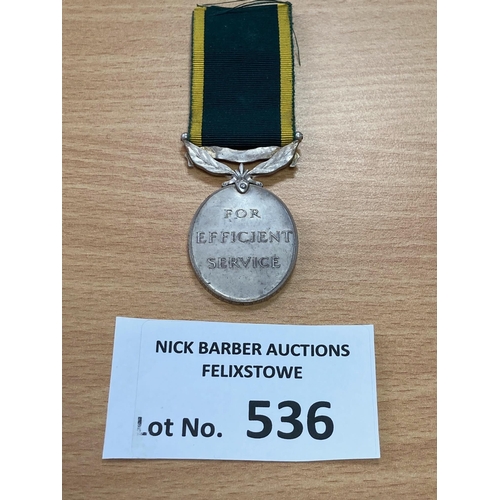 FOR
EFFICIENT
SERVICE
NICK BARBER AUCTIONS
FELIXSTOWE
Lot No. 536